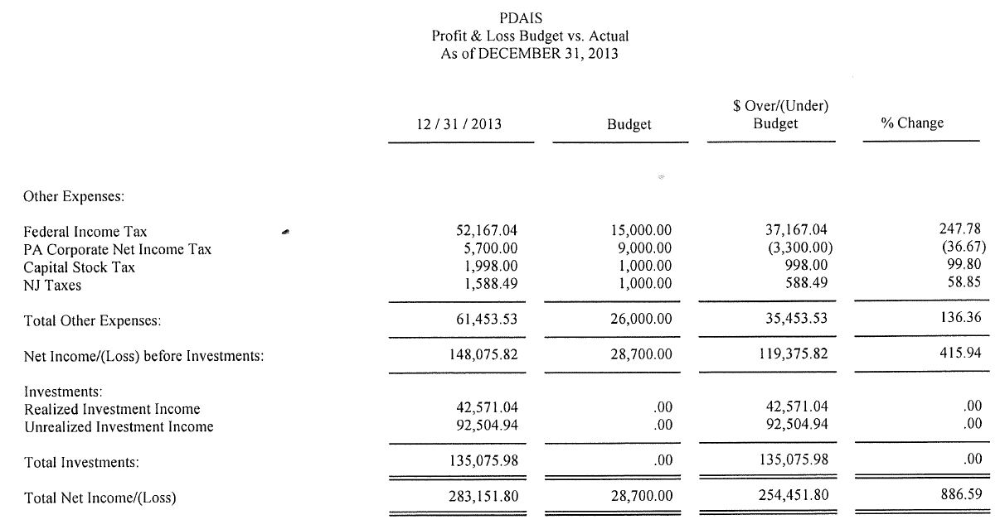 PDAIS
Profit & Loss Budget vs. Actual
As of DECEMBER 31, 2013
$ Over/(Under)
12 / 31 / 2013 Budget Budget % Change
Other Expenses:
Federal Income Tax 52,167.04 15,000.00 37,167.04 247.78
PA Corporate Net Income Tax 5,700.00 9,000.00 (3,300.00) (36.67)
Capital Stock Tax 1,998.00 1,000.00 998.00 99.80
NJ Taxes 1,588.49 1,000.00 588.49 58.85
Total Other Expenses: 61,453.53 26,000.00 35,453.53 136.36
Net Income/(Loss) before Investments: 148,075.82 28,700.00 119,375.82 415.94
Investments:
Realized Investment Income 42,571.04 .00 42,571.04 .00
Unrealized Investment Income 92,504.94 .00 92,504.94 .00
Total Investments: 135,075.98 .00 135,075.98 .00
Total Net Income/(Loss) 283,151.80 28,700.00 254,451.80 886.59